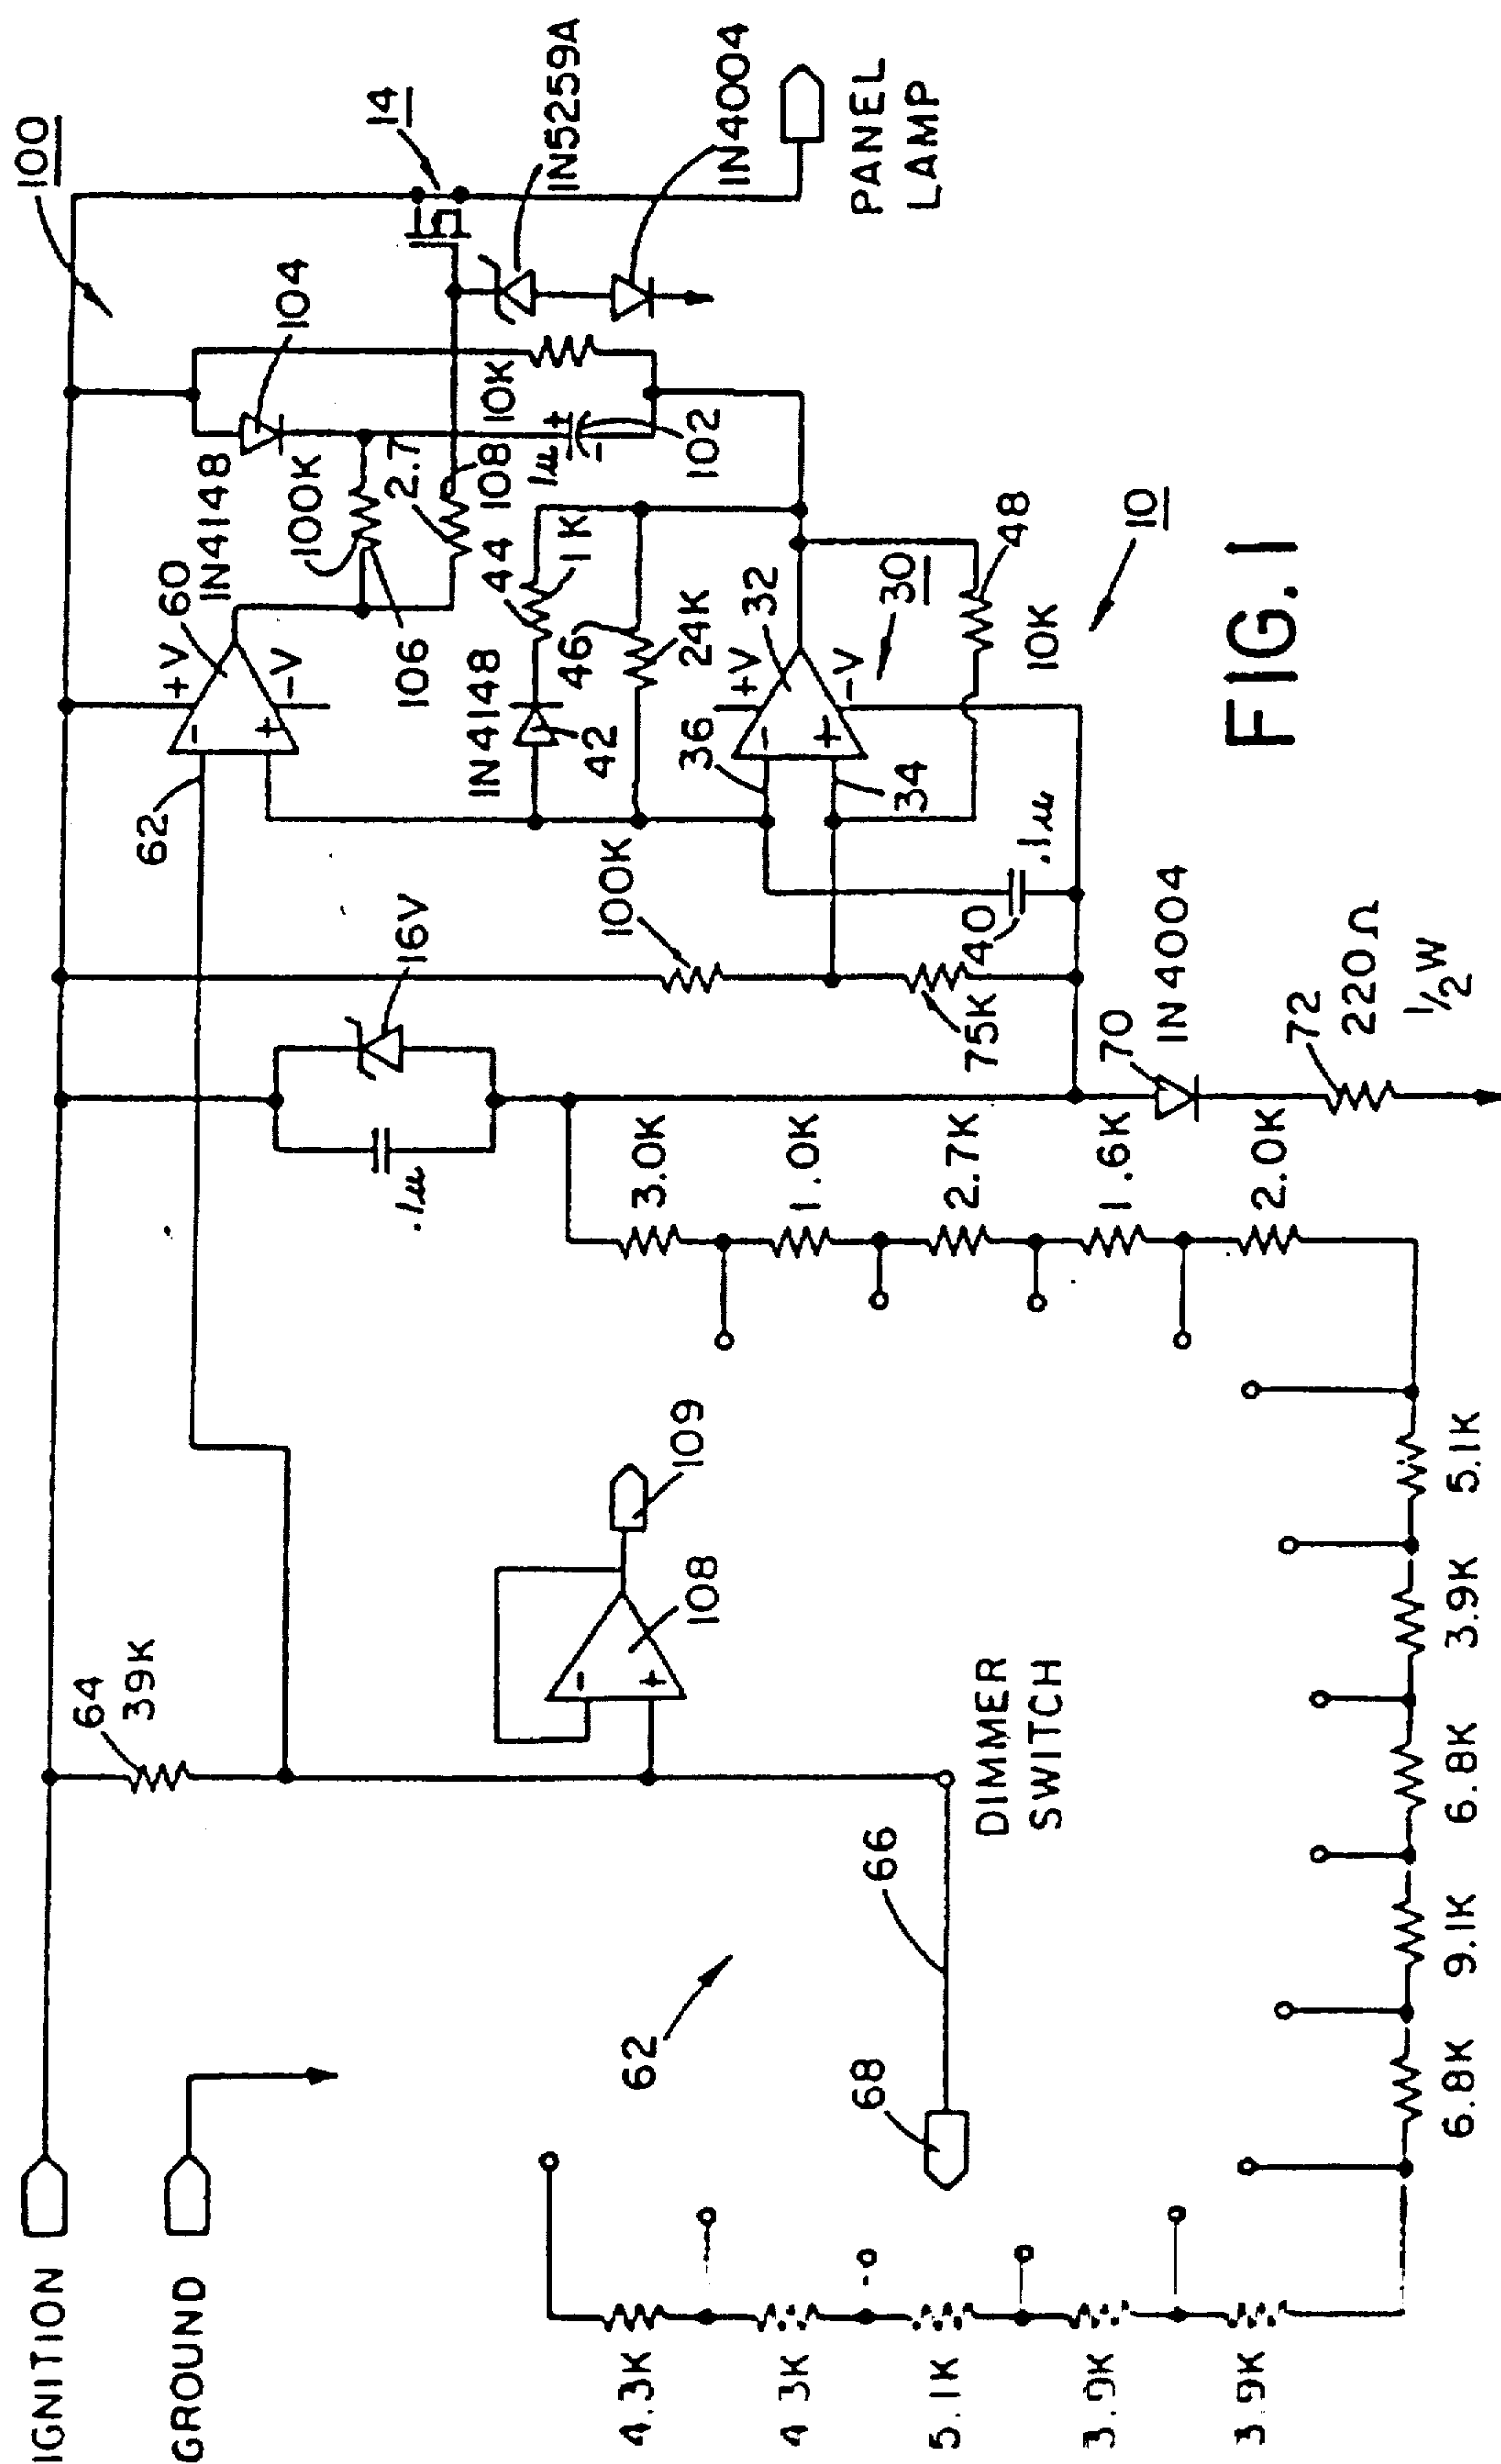 IGNITION
GROUND
64
39K
62
16V
.1µ
100K
60
+V
-
+
-V
IN4148
104
100
14
IN5259A
IN4004
100K
106
2.7
108
10K
1µ
+
-
102
PANEL
LAMP
IN4148
42
44
1K
46
24K
36
34
32
+V
-
+
-V
30
48
10K
10
75K
40
.1µ
70
IN4004
72
220Ω
1/2W
3.0K
1.0K
2.7K
1.6K
2.0K
-
+
108
109
DIMMER
SWITCH
66
68
62
4.3K
4.3K
5.1K
3.9K
3.9K
6.8K
9.1K
6.8K
3.9K
5.1K
FIG. 1